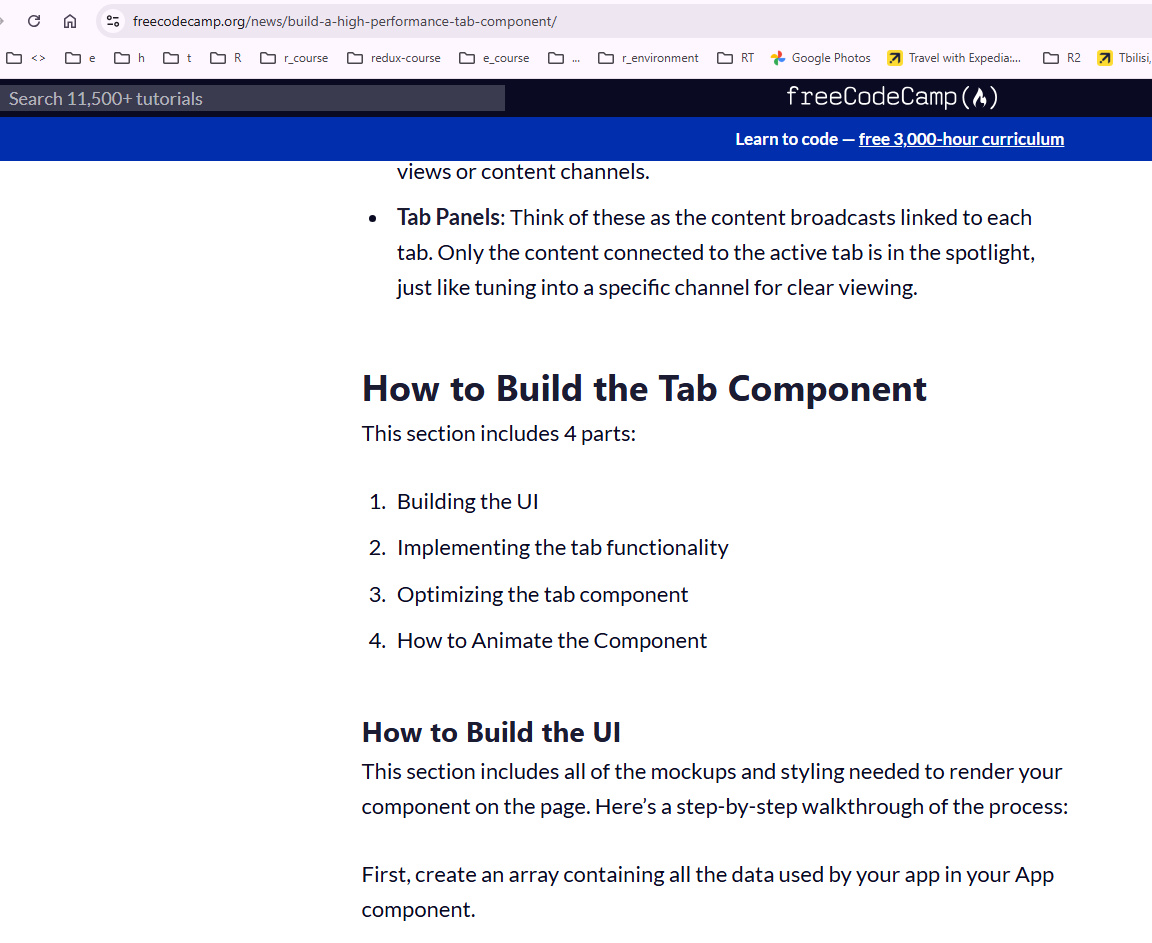 freecodecamp.org/news/build-a-high-performance-tab-component/
<> e h t R r_course redux-course e_course ... r_environment RT Google Photos Travel with Expedia:... R2 Tbilisi,
Search 11,500+ tutorials
freeCodeCamp(🔥)
Learn to code — free 3,000-hour curriculum
views or content channels.
• Tab Panels: Think of these as the content broadcasts linked to each
tab. Only the content connected to the active tab is in the spotlight,
just like tuning into a specific channel for clear viewing.
How to Build the Tab Component
This section includes 4 parts:
1. Building the UI
2. Implementing the tab functionality
3. Optimizing the tab component
4. How to Animate the Component
How to Build the UI
This section includes all of the mockups and styling needed to render your
component on the page. Here’s a step-by-step walkthrough of the process:
First, create an array containing all the data used by your app in your App
component.